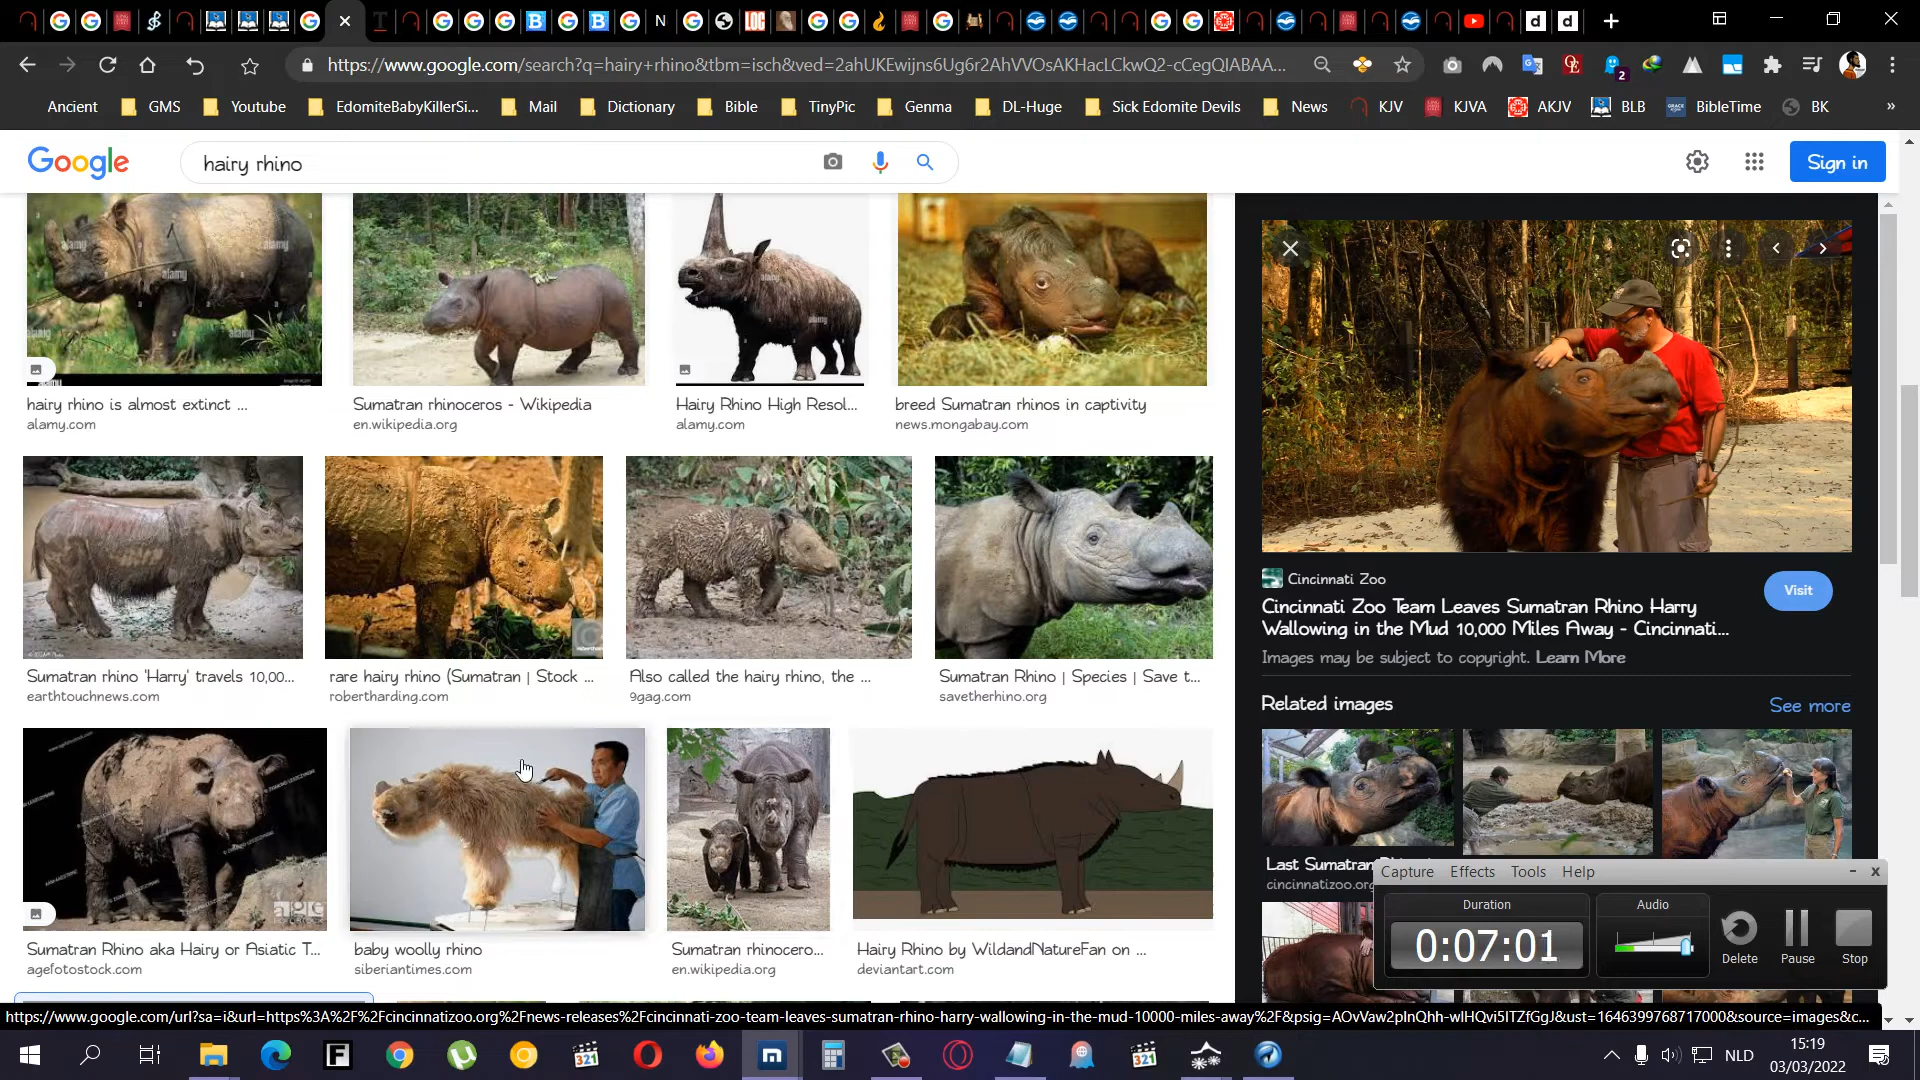 https://www.google.com/search?q=hairy+rhino&tbm=isch&ved=2ahUKEwijns6Ug6r2AhVVOsAKHacLCkwQ2-cCegQIABAA...
Ancient
GMS
Youtube
EdomiteBabyKillerSi...
Mail
Dictionary
Bible
TinyPic
Genma
DL-Huge
Sick Edomite Devils
News
KJV
KJVA
AKJV
BLB
BibleTime
BK
»
Google
hairy rhino
Sign in
hairy rhino is almost extinct ...
alamy.com
Sumatran rhinoceros - Wikipedia
en.wikipedia.org
Hairy Rhino High Resol...
alamy.com
breed Sumatran rhinos in captivity
news.mongabay.com
Sumatran rhino 'Harry' travels 10,00...
earthtouchnews.com
rare hairy rhino (Sumatran | Stock ...
robertharding.com
Also called the hairy rhino, the ...
9gag.com
Sumatran Rhino | Species | Save t...
savetherhino.org
Sumatran Rhino aka Hairy or Asiatic T...
agefotostock.com
baby woolly rhino
siberiantimes.com
Sumatran rhinocero...
en.wikipedia.org
Hairy Rhino by WildandNatureFan on ...
deviantart.com
Cincinnati Zoo
Visit
Cincinnati Zoo Team Leaves Sumatran Rhino Harry
Wallowing in the Mud 10,000 Miles Away - Cincinnati...
Images may be subject to copyright. Learn More
Related images
See more
Last Sumatran
cincinnatizoo.org
Capture
Effects
Tools
Help
Duration
0:07:01
Audio
Delete
Pause
Stop
https://www.google.com/url?sa=i&url=https%3A%2F%2Fcincinnatizoo.org%2Fnews-releases%2Fcincinnati-zoo-team-leaves-sumatran-rhino-harry-wallowing-in-the-mud-10000-miles-away%2F&psig=AOvVaw2pInQhh-wIHQvi5ITZfGgJ&ust=1646399768717000&source=images&c...
NLD
15:19
03/03/2022